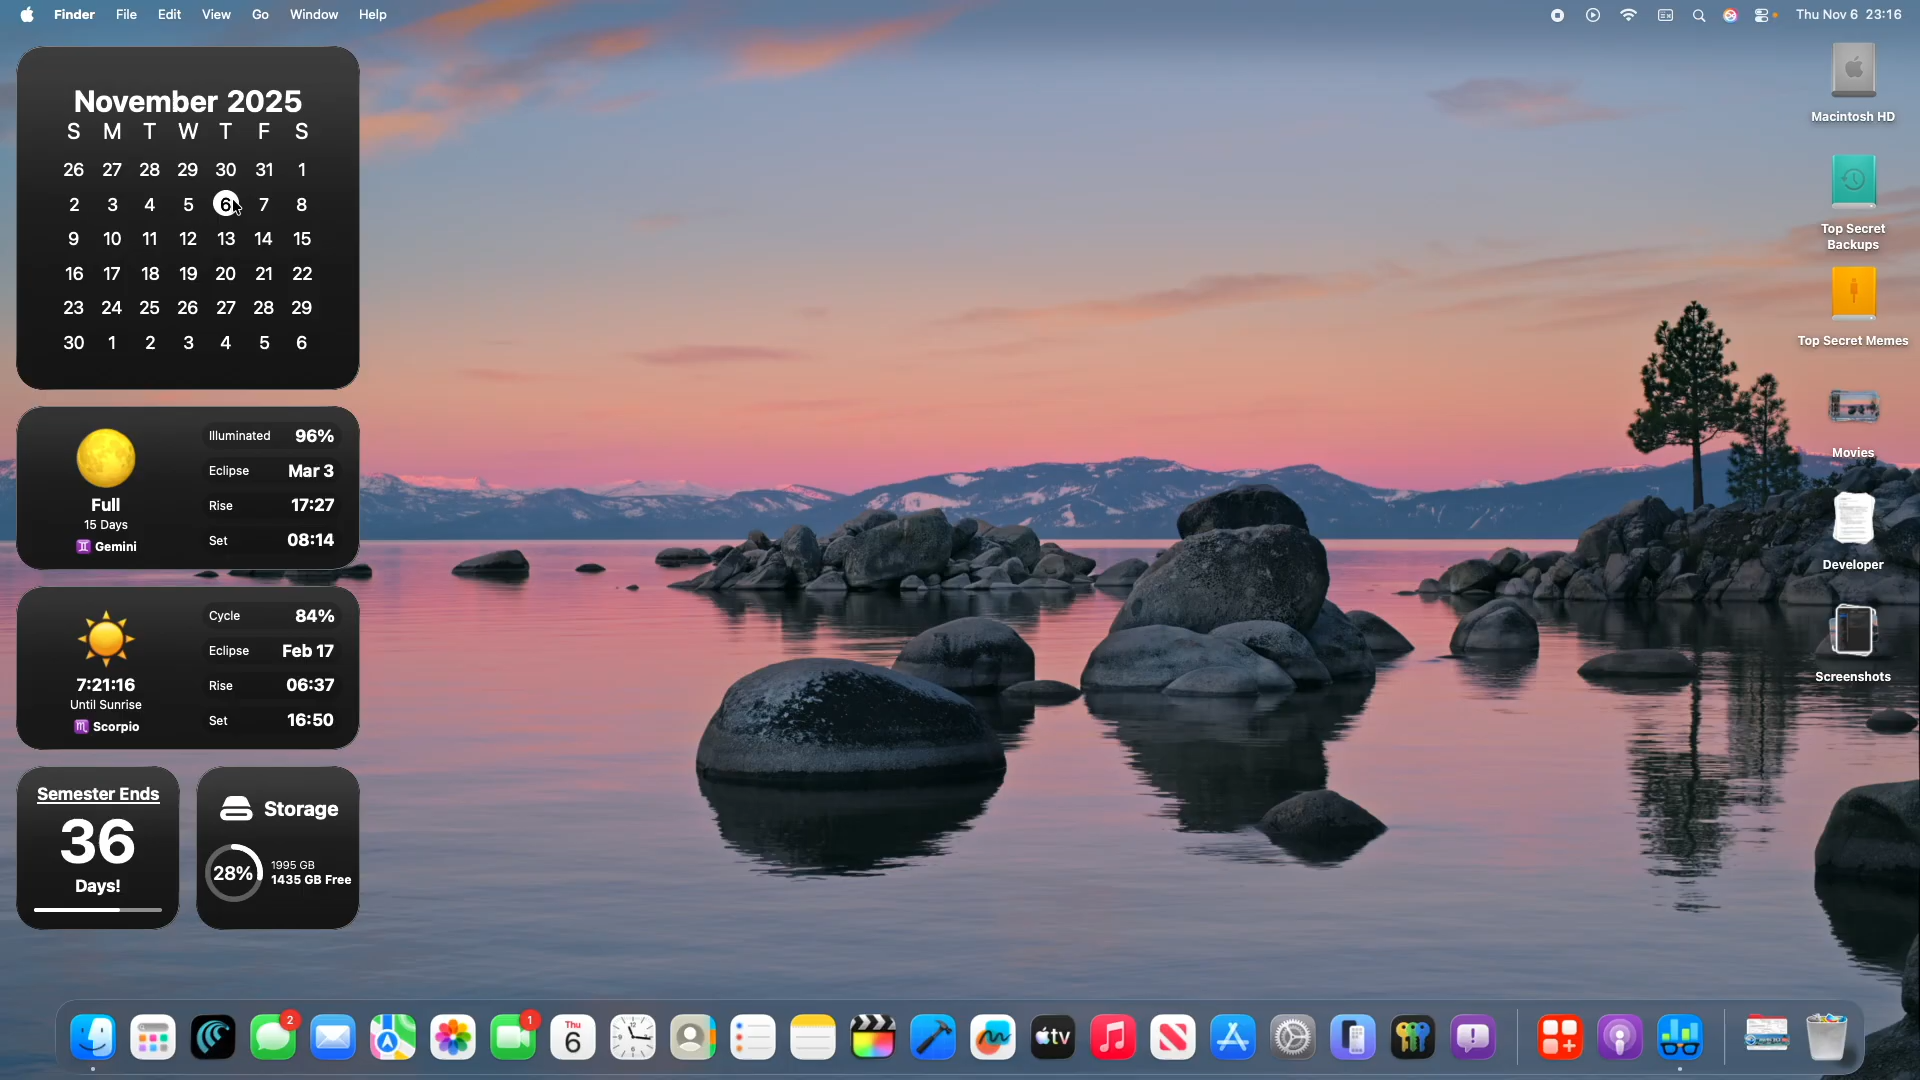 Finder File Edit View Go Window Help
Thu Nov 6 23:16
November 2025
S M T W T F S
26 27 28 29 30 31 1
2 3 4 5 6 7 8
9 10 11 12 13 14 15
16 17 18 19 20 21 22
23 24 25 26 27 28 29
30 1 2 3 4 5 6
Full
15 Days
♊ Gemini
Illuminated 96%
Eclipse Mar 3
Rise 17:27
Set 08:14
7:21:16
Until Sunrise
♏ Scorpio
Cycle 84%
Eclipse Feb 17
Rise 06:37
Set 16:50
Semester Ends
36
Days!
Storage
28%
1995 GB
1435 GB Free
Macintosh HD
Top Secret
Backups
Top Secret Memes
Movies
Developer
Screenshots
2
1
Thu
6
tv